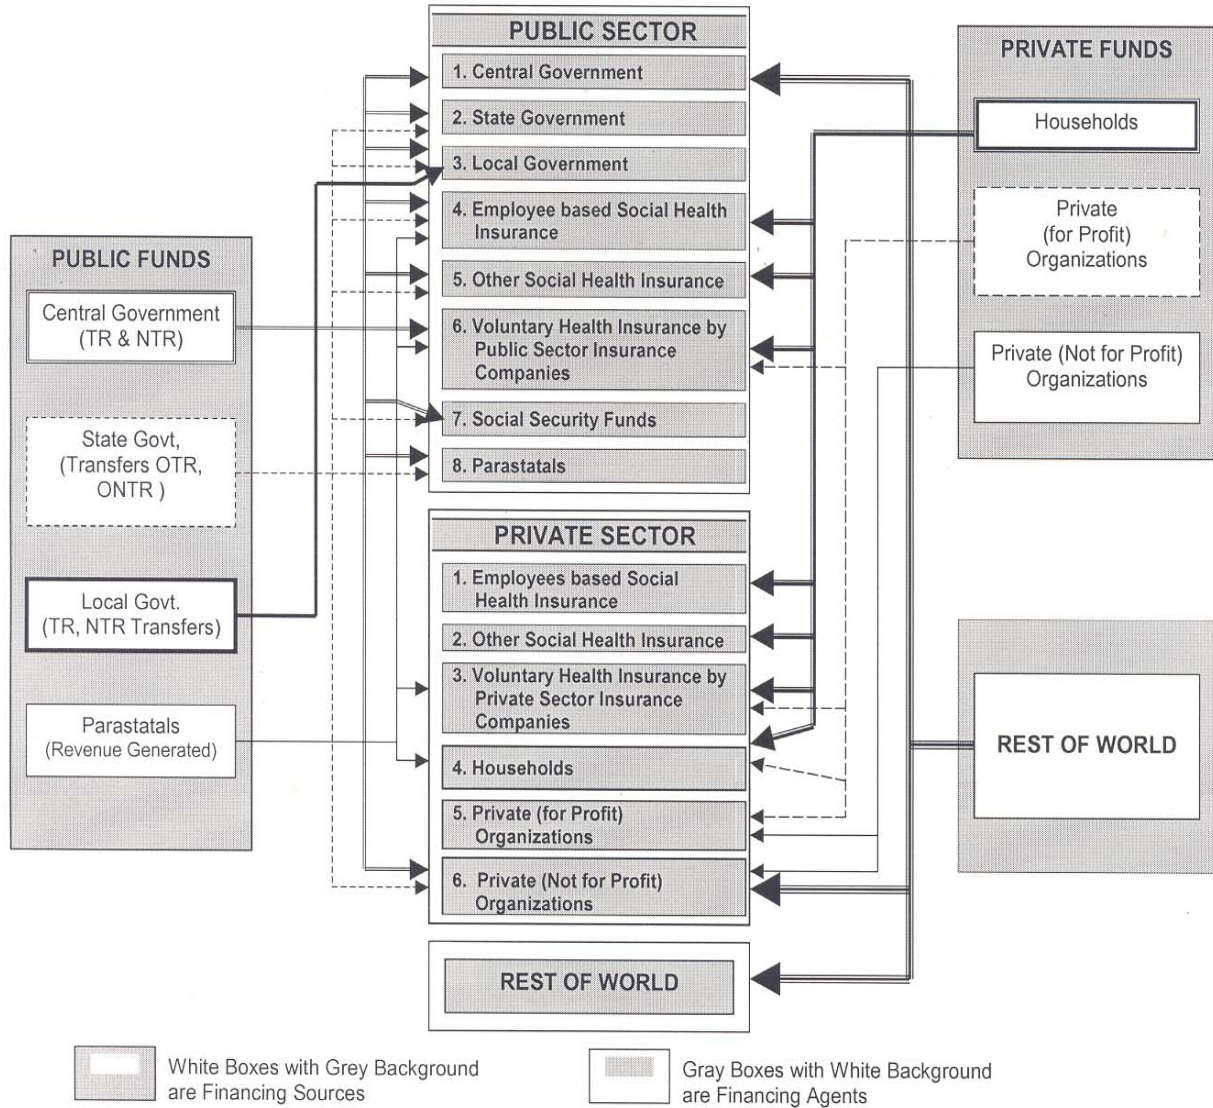 PUBLIC SECTOR
1. Central Government
2. State Government
3. Local Government
4. Employee based Social Health
Insurance
5. Other Social Health Insurance
6. Voluntary Health Insurance by
Public Sector Insurance
Companies
7. Social Security Funds
8. Parastatals
PRIVATE SECTOR
1. Employees based Social
Health Insurance
2. Other Social Health Insurance
3. Voluntary Health Insurance by
Private Sector Insurance
Companies
4. Households
5. Private (for Profit)
Organizations
6. Private (Not for Profit)
Organizations
REST OF WORLD
PUBLIC FUNDS
Central Government
(TR & NTR)
State Govt,
(Transfers OTR,
ONTR )
Local Govt.
(TR, NTR Transfers)
Parastatals
(Revenue Generated)
PRIVATE FUNDS
Households
Private
(for Profit)
Organizations
Private (Not for Profit)
Organizations
REST OF WORLD
White Boxes with Grey Background
are Financing Sources
Gray Boxes with White Background
are Financing Agents